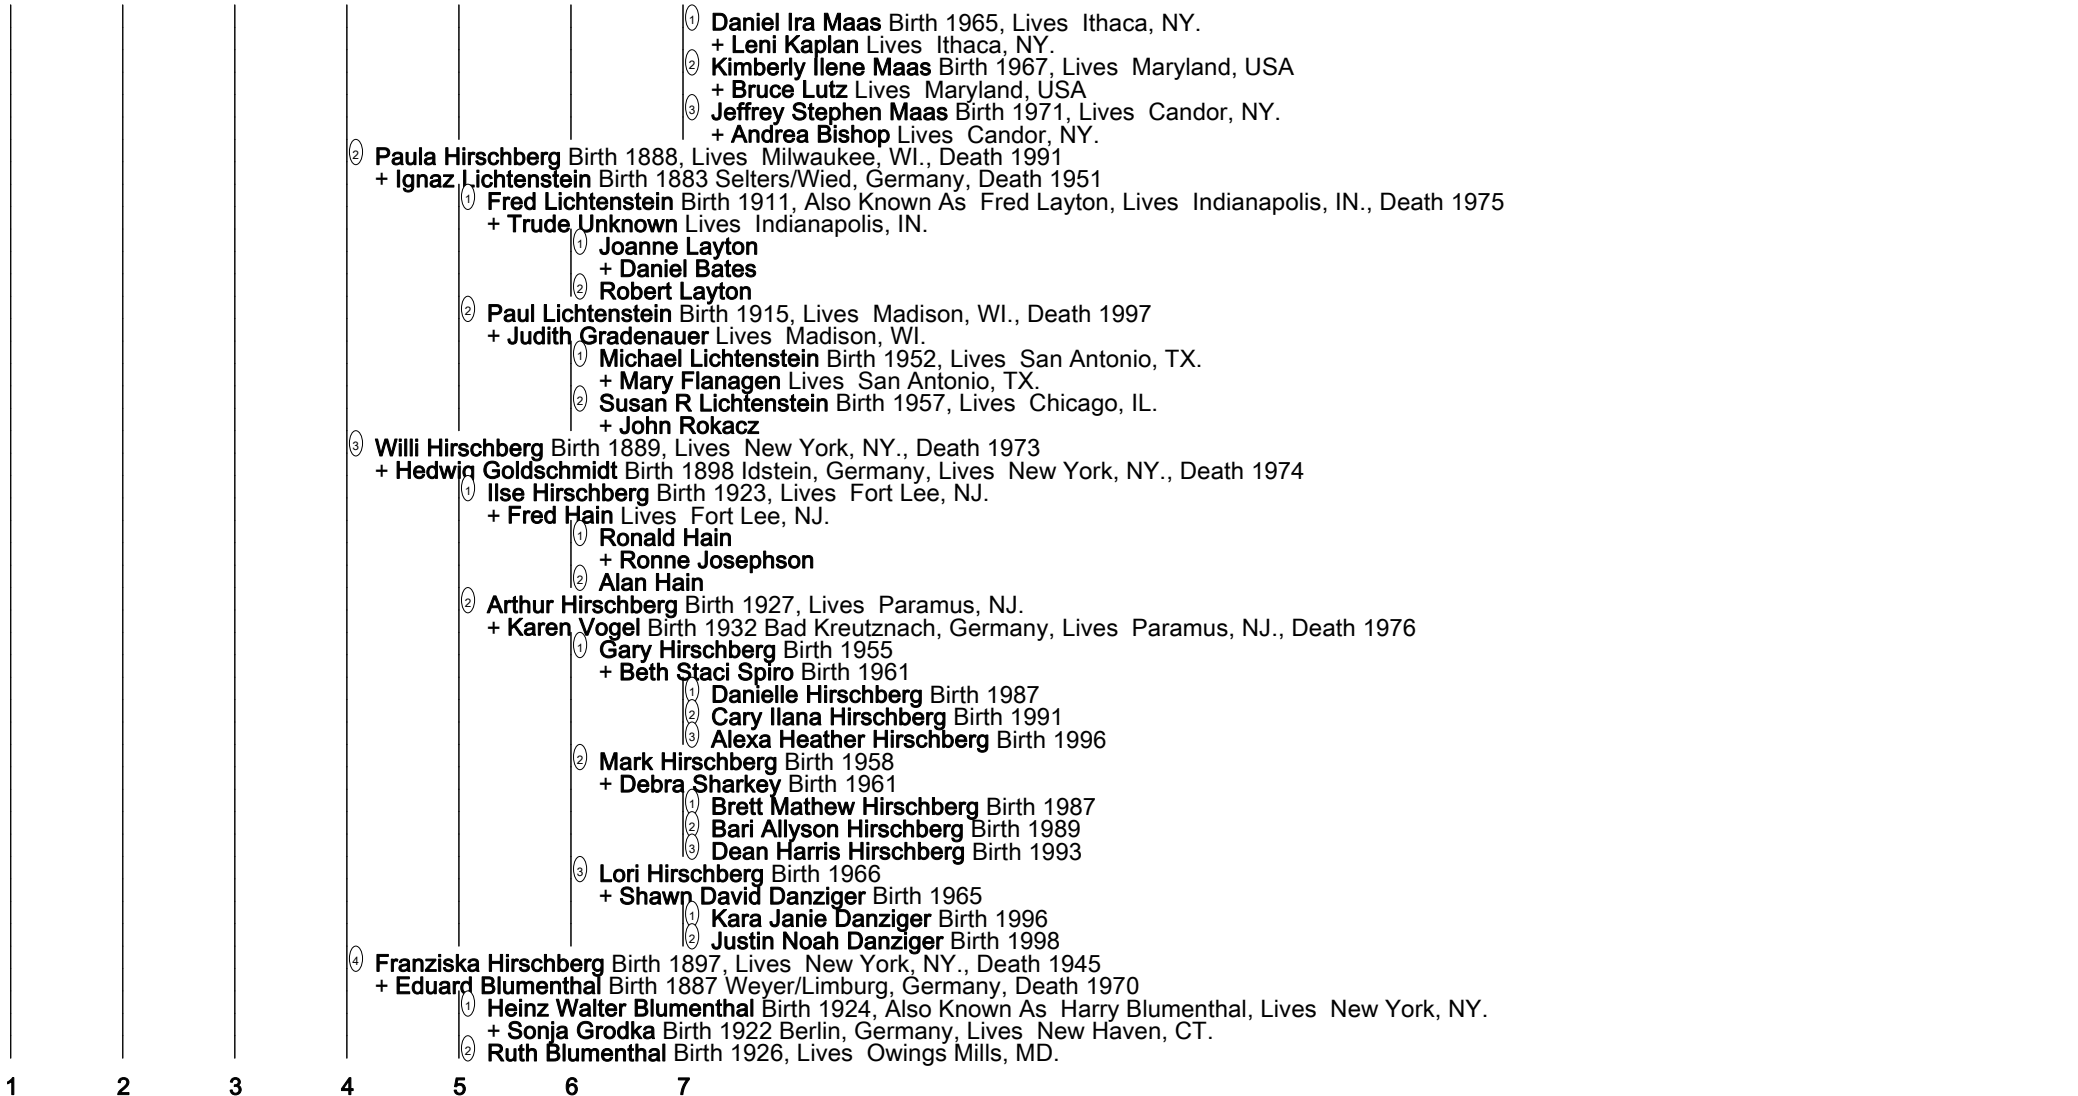 1 Daniel Ira Maas Birth 1965, Lives Ithaca, NY.
+ Leni Kaplan Lives Ithaca, NY.
2 Kimberly Ilene Maas Birth 1967, Lives Maryland, USA
+ Bruce Lutz Lives Maryland, USA
3 Jeffrey Stephen Maas Birth 1971, Lives Candor, NY.
+ Andrea Bishop Lives Candor, NY.
2 Paula Hirschberg Birth 1888, Lives Milwaukee, WI., Death 1991
+ Ignaz Lichtenstein Birth 1883 Selters/Wied, Germany, Death 1951
1 Fred Lichtenstein Birth 1911, Also Known As Fred Layton, Lives Indianapolis, IN., Death 1975
+ Trude Unknown Lives Indianapolis, IN.
1 Joanne Layton
+ Daniel Bates
2 Robert Layton
2 Paul Lichtenstein Birth 1915, Lives Madison, WI., Death 1997
+ Judith Gradenauer Lives Madison, WI.
1 Michael Lichtenstein Birth 1952, Lives San Antonio, TX.
+ Mary Flanagen Lives San Antonio, TX.
2 Susan R Lichtenstein Birth 1957, Lives Chicago, IL.
+ John Rokacz
3 Willi Hirschberg Birth 1889, Lives New York, NY., Death 1973
+ Hedwig Goldschmidt Birth 1898 Idstein, Germany, Lives New York, NY., Death 1974
1 Ilse Hirschberg Birth 1923, Lives Fort Lee, NJ.
+ Fred Hain Lives Fort Lee, NJ.
1 Ronald Hain
+ Ronne Josephson
2 Alan Hain
2 Arthur Hirschberg Birth 1927, Lives Paramus, NJ.
+ Karen Vogel Birth 1932 Bad Kreutznach, Germany, Lives Paramus, NJ., Death 1976
1 Gary Hirschberg Birth 1955
+ Beth Staci Spiro Birth 1961
1 Danielle Hirschberg Birth 1987
2 Cary Ilana Hirschberg Birth 1991
3 Alexa Heather Hirschberg Birth 1996
2 Mark Hirschberg Birth 1958
+ Debra Sharkey Birth 1961
1 Brett Mathew Hirschberg Birth 1987
2 Bari Allyson Hirschberg Birth 1989
3 Dean Harris Hirschberg Birth 1993
3 Lori Hirschberg Birth 1966
+ Shawn David Danziger Birth 1965
1 Kara Janie Danziger Birth 1996
2 Justin Noah Danziger Birth 1998
4 Franziska Hirschberg Birth 1897, Lives New York, NY., Death 1945
+ Eduard Blumenthal Birth 1887 Weyer/Limburg, Germany, Death 1970
1 Heinz Walter Blumenthal Birth 1924, Also Known As Harry Blumenthal, Lives New York, NY.
+ Sonja Grodka Birth 1922 Berlin, Germany, Lives New Haven, CT.
2 Ruth Blumenthal Birth 1926, Lives Owings Mills, MD.
1 2 3 4 5 6 7